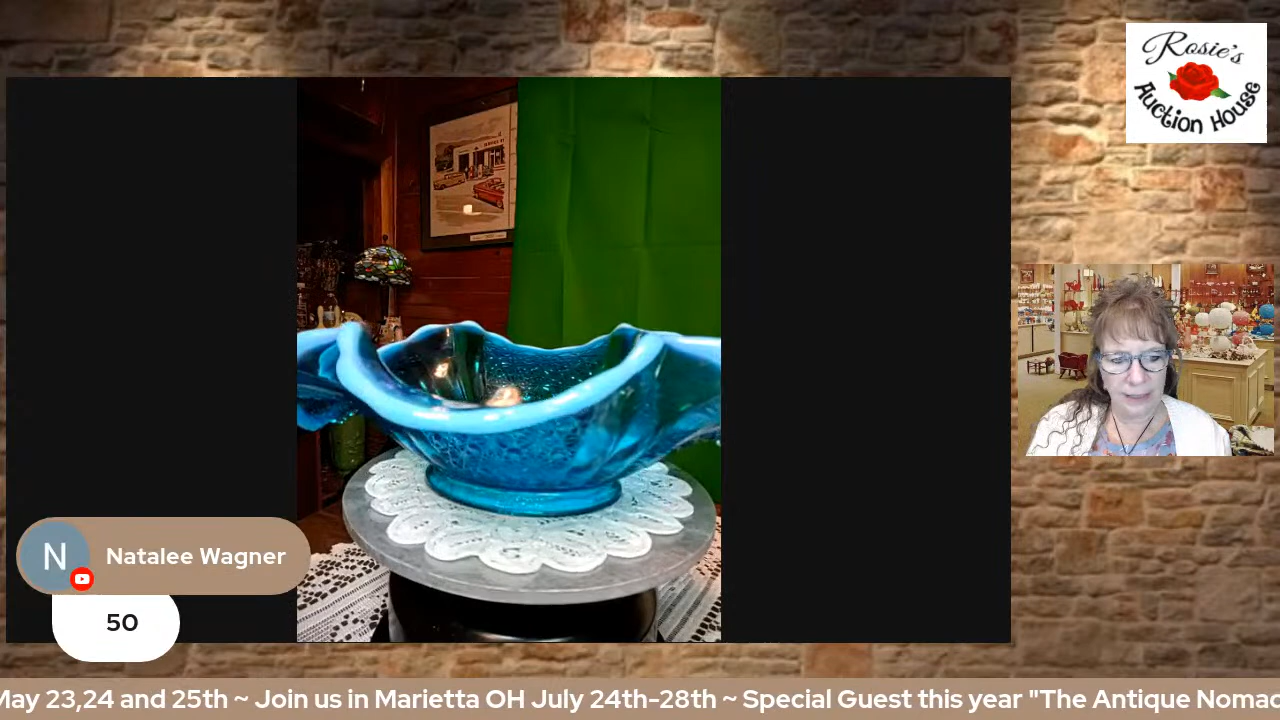 Rosie's
Auction House
N
Natalee Wagner
50
May 23,24 and 25th ~ Join us in Marietta OH July 24th-28th ~ Special Guest this year "The Antique Nomad